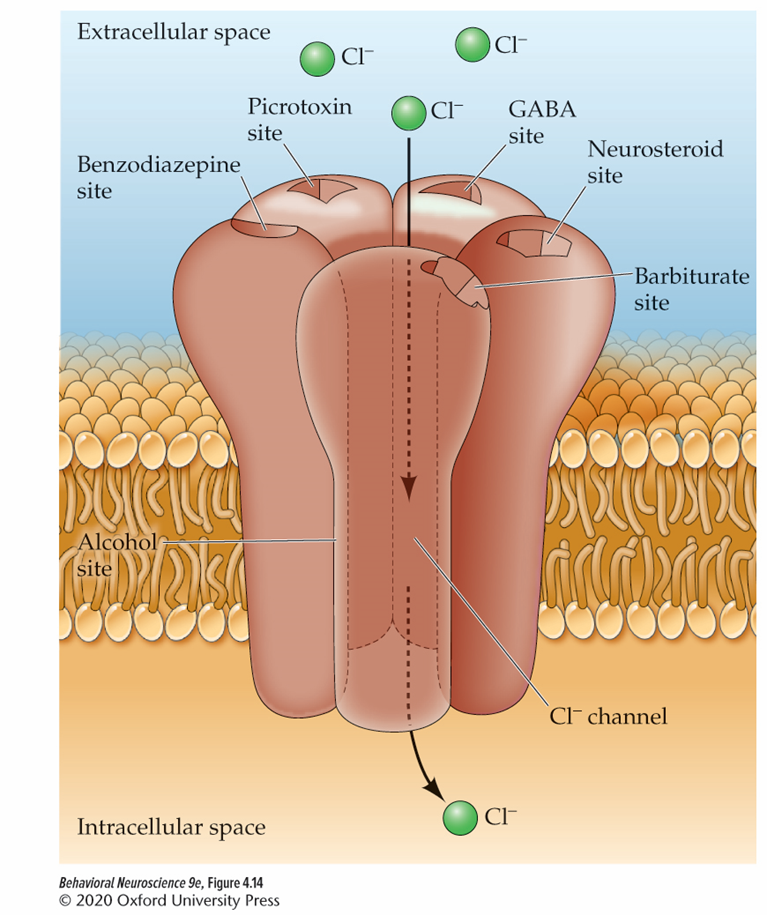 Extracellular space
Cl⁻
Cl⁻
Cl⁻
Picrotoxin
site
GABA
site
Neurosteroid
site
Benzodiazepine
site
Barbiturate
site
Alcohol
site
Cl⁻ channel
Intracellular space
Cl⁻
Behavioral Neuroscience 9e, Figure 4.14
© 2020 Oxford University Press